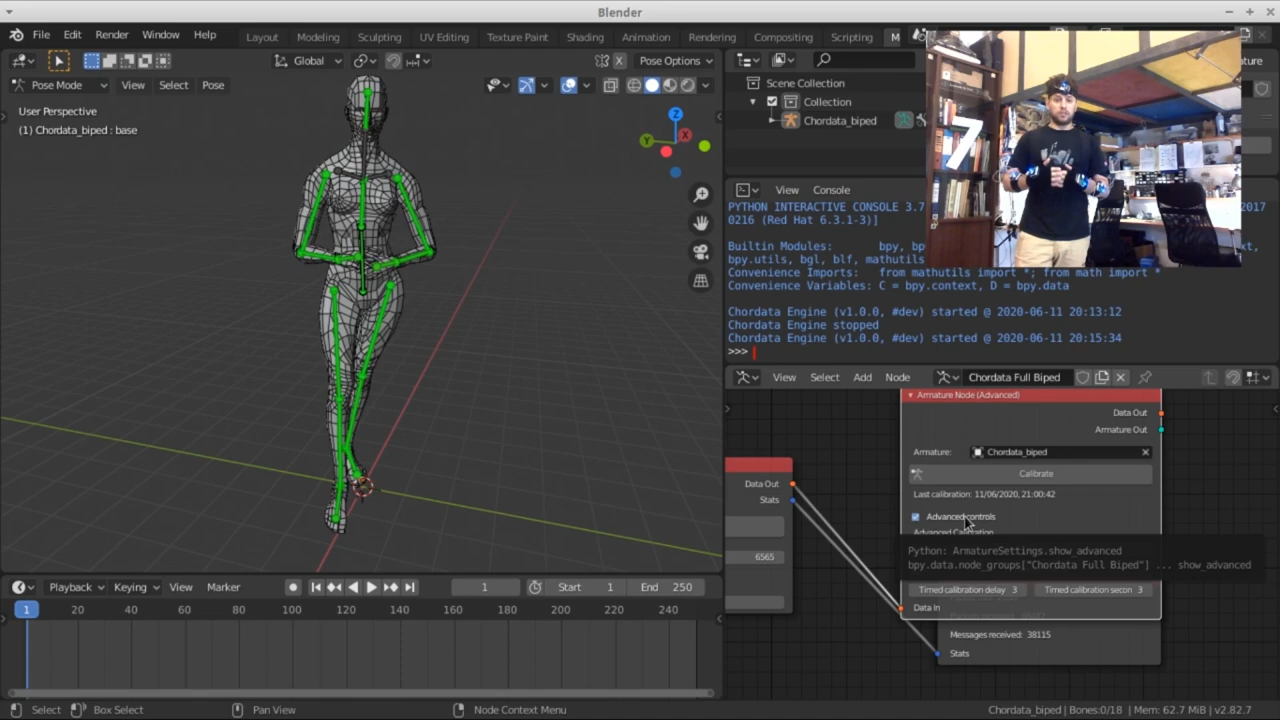 Blender
File Edit Render Window Help
Layout Modeling Sculpting UV Editing Texture Paint Shading Animation Rendering Compositing Scripting M
Global
Pose Options
ture
Pose Mode View Select Pose
User Perspective
(1) Chordata_biped : base
Z
Y
X
Scene Collection
Collection
Chordata_biped
7
View Console
PYTHON INTERACTIVE CONSOLE 3.7
2017
0216 (Red Hat 6.3.1-3)]
Builtin Modules: bpy, bp
t,
bpy.utils, bgl, blf, mathutils
Convenience Imports: from mathutils import *; from math import *
Convenience Variables: C = bpy.context, D = bpy.data
Chordata Engine (v1.0.0, #dev) started @ 2020-06-11 20:13:12
Chordata Engine stopped
Chordata Engine (v1.0.0, #dev) started @ 2020-06-11 20:15:34
>>>
View Select Add Node Chordata Full Biped
Armature Node (Advanced)
Data Out
Armature Out
Armature: Chordata_biped
Calibrate
Last calibration: 11/06/2020, 21:00:42
Advanced controls
Advanced Calibration
Python: ArmatureSettings.show_advanced
bpy.data.node_groups["Chordata Full Biped"] ... show_advanced
Timed calibration delay 3 Timed calibration secon 3
Data In
Messages received: 38115
Stats
Data Out
Stats
6565
Playback Keying View Marker 1 Start 1 End 250
1 20 40 60 80 100 120 140 160 180 200 220 240
Select Box Select Pan View Node Context Menu Chordata_biped | Bones:0/18 | Mem: 62.7 MiB | v2.82.7